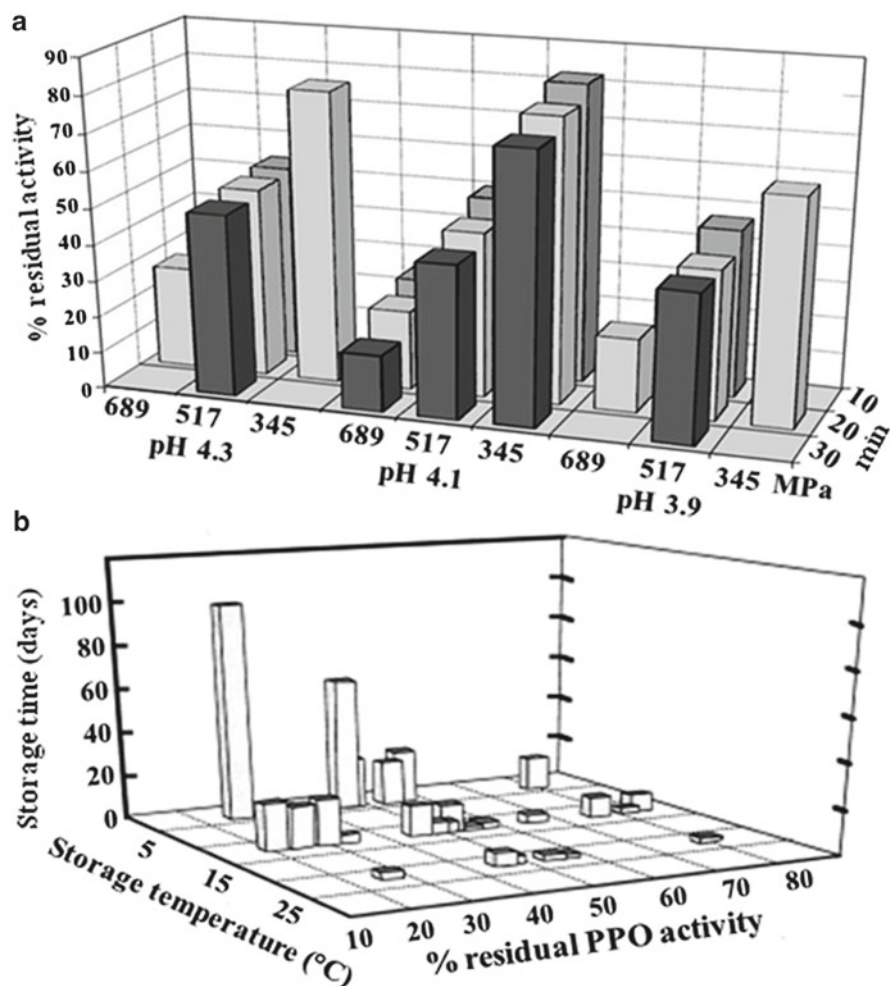 a
90
80
70
60
50
40
30
20
10
0
% residual activity
689 517 345 689 517 345 689 517 345 MPa
pH 4.3 pH 4.1 pH 3.9
10
20
30
min
b
100
80
60
40
20
0
Storage time (days)
5
15
25
Storage temperature (°C)
10 20 30 40 50 60 70 80
% residual PPO activity